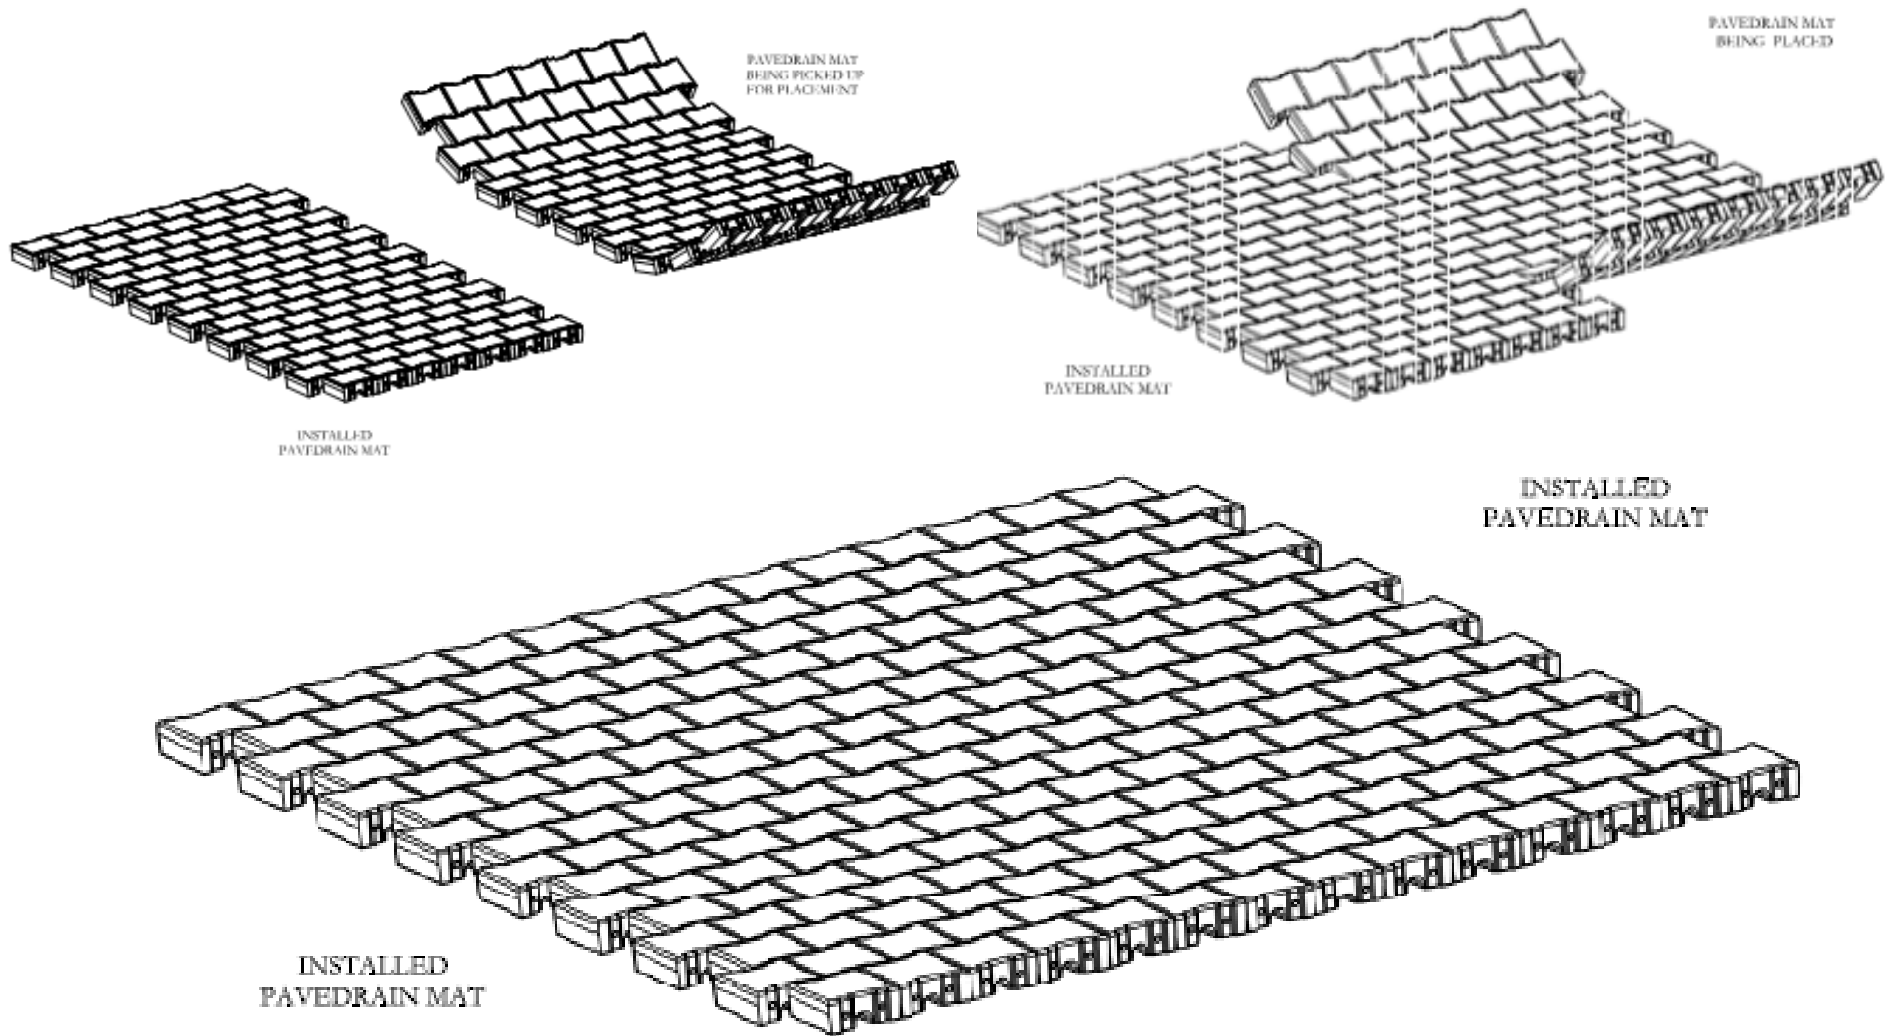 PAVEDRAIN MAT
BEING PICKED UP
FOR PLACEMENT
INSTALLED
PAVEDRAIN MAT
PAVEDRAIN MAT
BEING PLACED
INSTALLED
PAVEDRAIN MAT
INSTALLED
PAVEDRAIN MAT
INSTALLED
PAVEDRAIN MAT